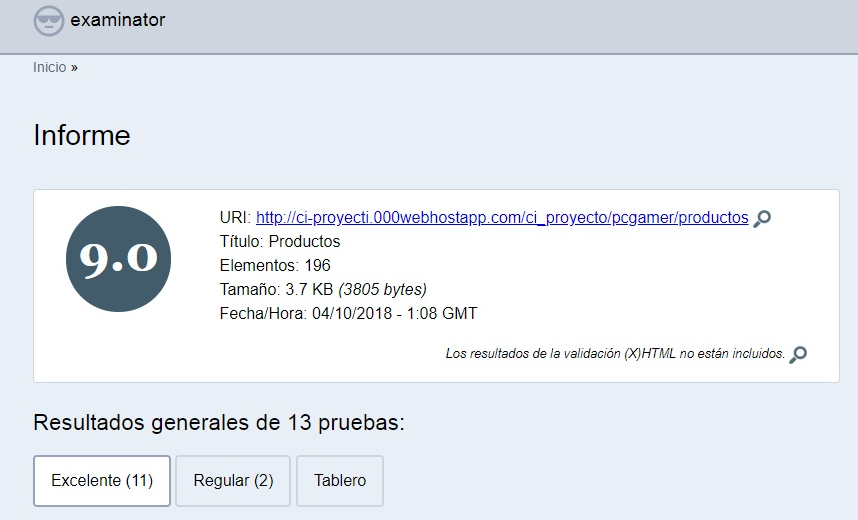 examinator
Inicio »
Informe
9.0
URI: http://ci-proyecti.000webhostapp.com/ci_proyecto/pcgamer/productos
Título: Productos
Elementos: 196
Tamaño: 3.7 KB (3805 bytes)
Fecha/Hora: 04/10/2018 - 1:08 GMT
Los resultados de la validación (X)HTML no están incluidos.
Resultados generales de 13 pruebas:
Excelente (11) Regular (2) Tablero